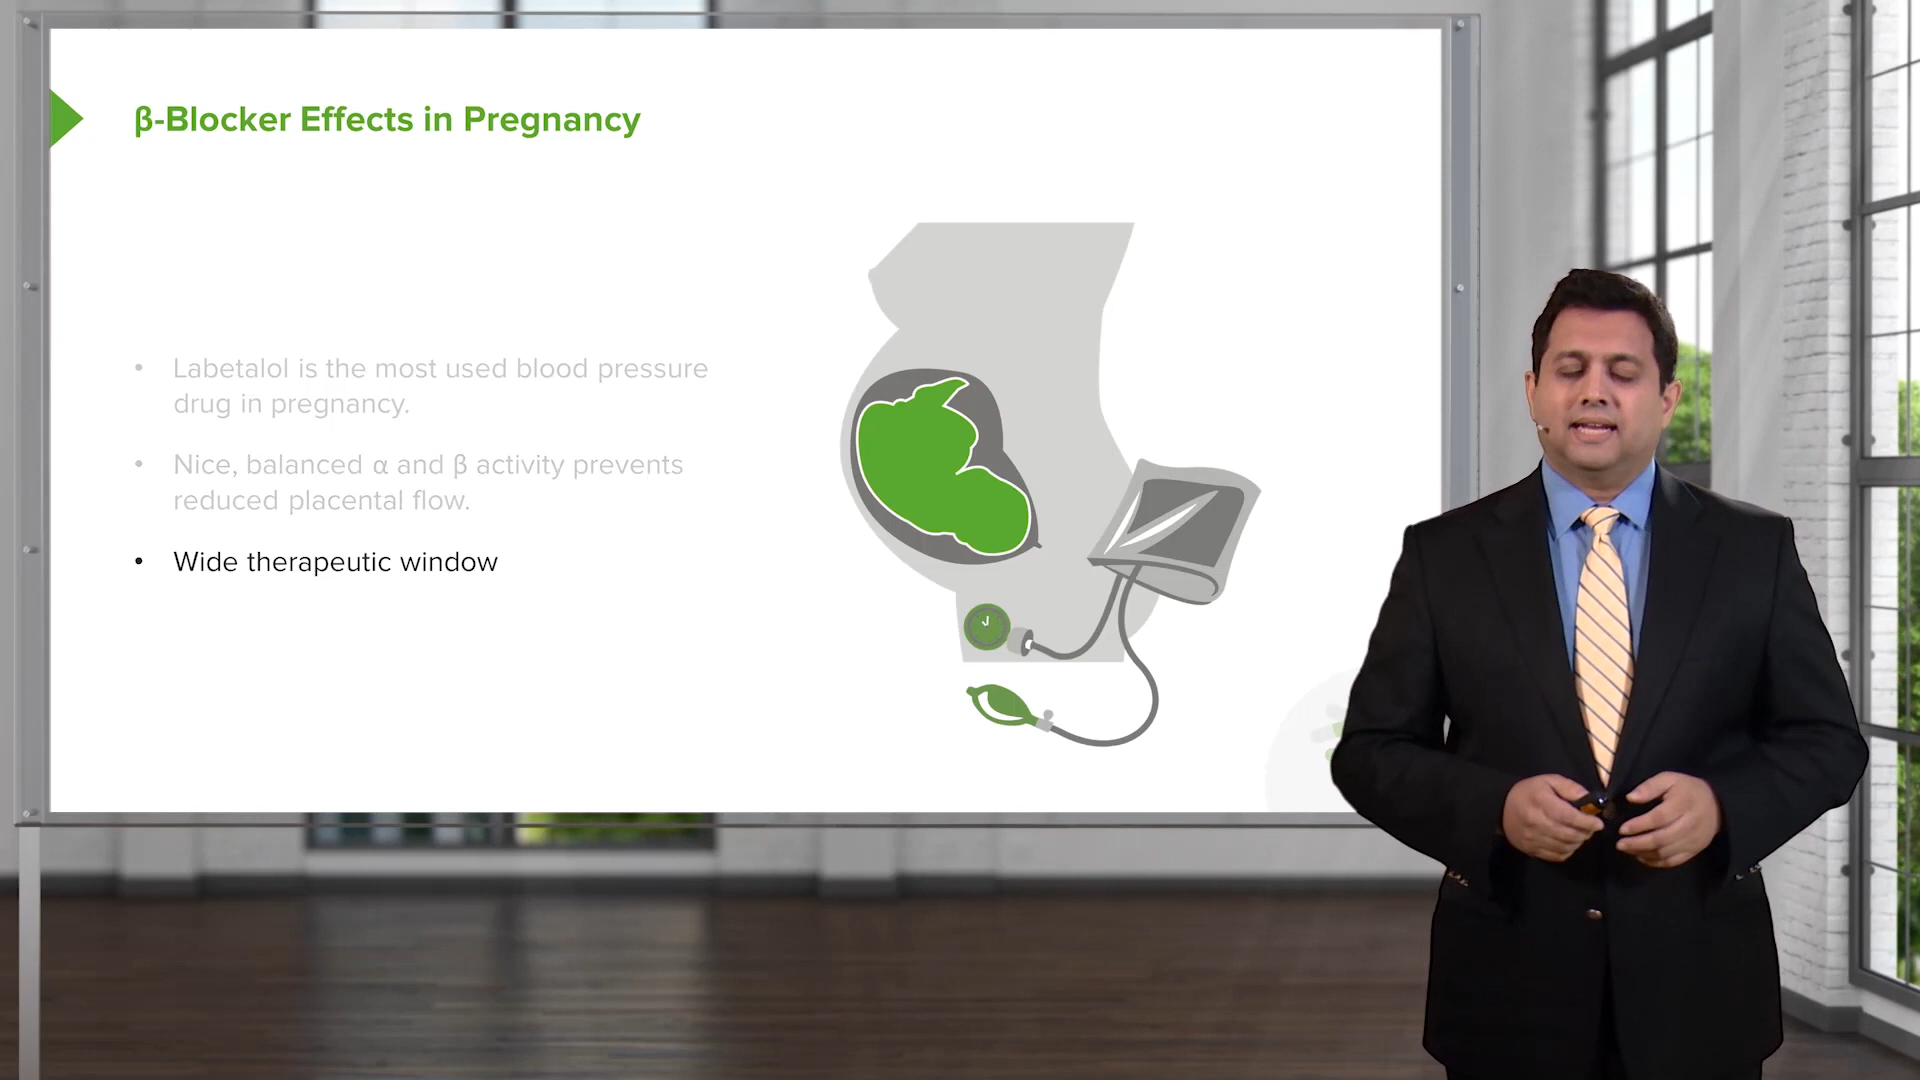 β-Blocker Effects in Pregnancy
• Labetalol is the most used blood pressure
drug in pregnancy.
• Nice, balanced α and β activity prevents
reduced placental flow.
• Wide therapeutic window